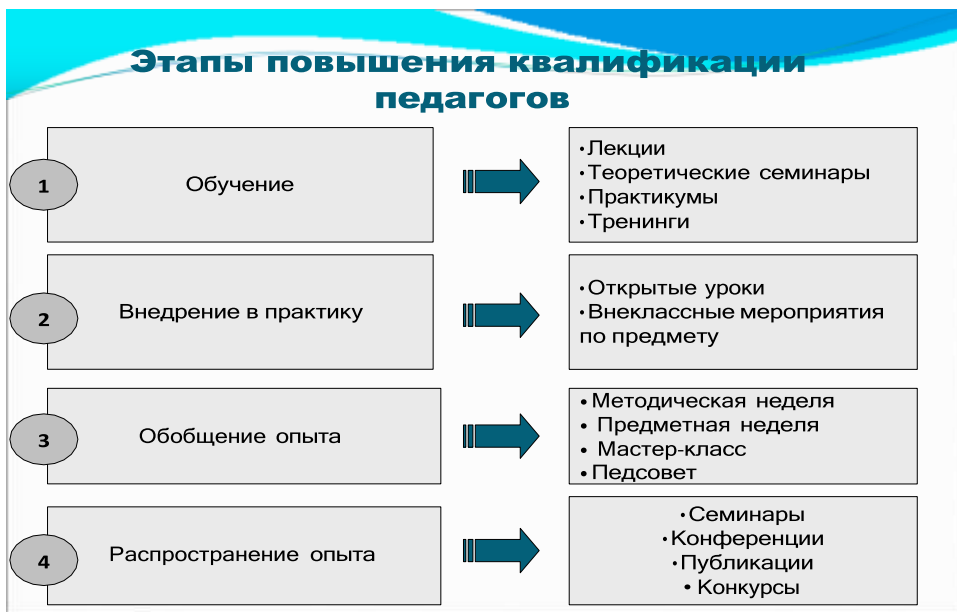 Этапы повышения квалификации
педагогов
1
Обучение
•Лекции
•Теоретические семинары
•Практикумы
•Тренинги
2
Внедрение в практику
•Открытые уроки
•Внеклассные мероприятия
по предмету
3
Обобщение опыта
• Методическая неделя
• Предметная неделя
• Мастер-класс
• Педсовет
4
Распространение опыта
•Семинары
•Конференции
•Публикации
• Конкурсы